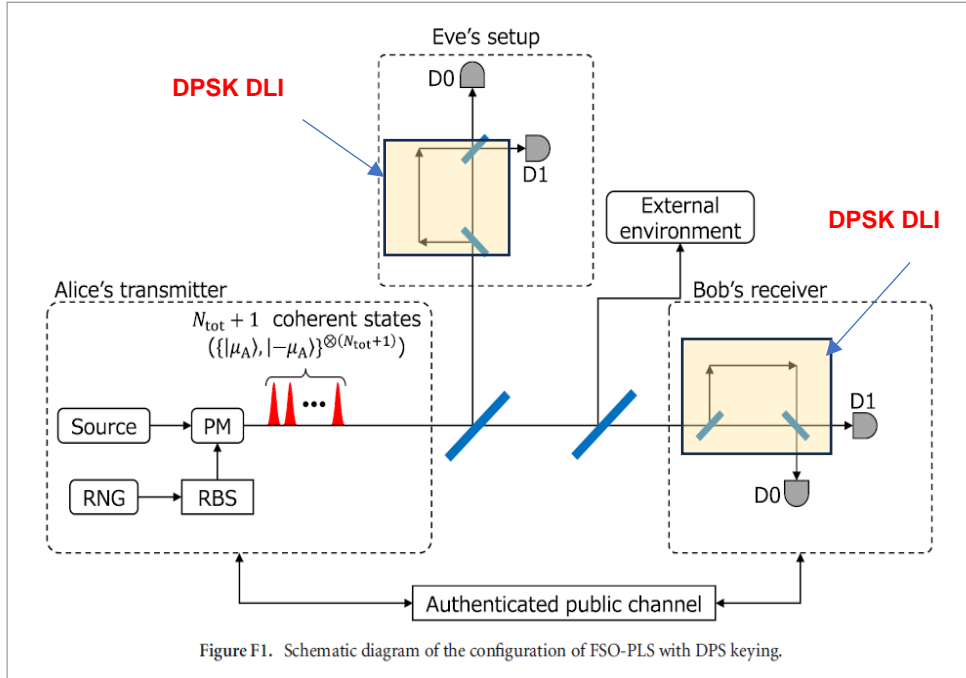 Eve's setup
D0
DPSK DLI
D1
External
environment
DPSK DLI
Alice's transmitter
Bob's receiver
N_tot + 1 coherent states
({|μ_A⟩, |−μ_A⟩}^⊗(N_tot+1))
D1
Source
PM
D0
RNG
RBS
Authenticated public channel
Figure F1. Schematic diagram of the configuration of FSO-PLS with DPS keying.